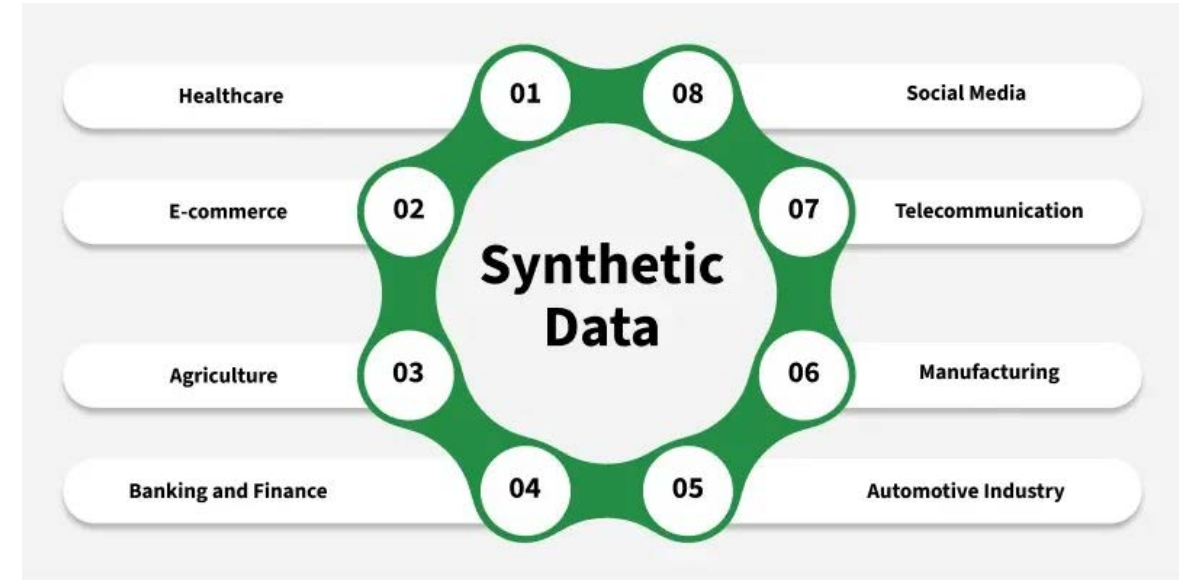 Synthetic
Data
01
Healthcare
02
E-commerce
03
Agriculture
04
Banking and Finance
05
Automotive Industry
06
Manufacturing
07
Telecommunication
08
Social Media